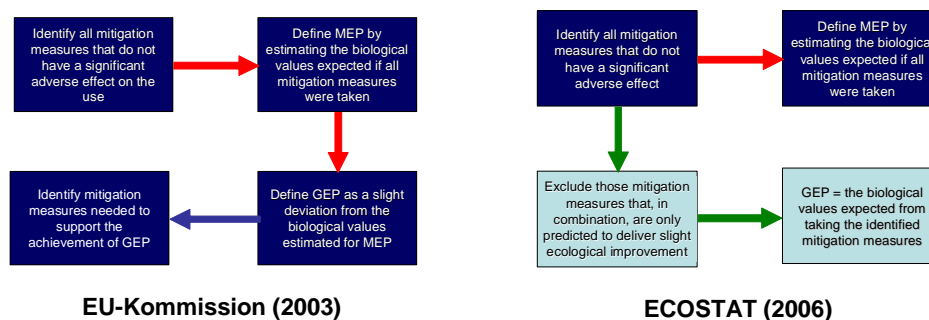 Identify all mitigation
measures that do not
have a significant
adverse effect on the
use
Define MEP by
estimating the biological
values expected if all
mitigation measures
were taken
Identify mitigation
measures needed to
support the
achievement of GEP
Define GEP as a slight
deviation from the
biological values
estimated for MEP
EU-Kommission (2003)
Identify all mitigation
measures that do not
have a significant
adverse effect
Define MEP by
estimating the biological
values expected if all
mitigation measures
were taken
Exclude those mitigation
measures that, in
combination, are only
predicted to deliver slight
ecological improvement
GEP = the biological
values expected from
taking the identified
mitigation measures
ECOSTAT (2006)